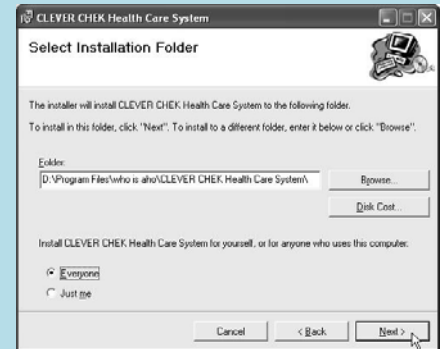 CLEVER CHEK Health Care System
Select Installation Folder
The installer will install CLEVER CHEK Health Care System to the following folder.
To install in this folder, click "Next". To install to a different folder, enter it below or click "Browse".
Folder:
D:\Program Files\who is aho\CLEVER CHEK Health Care System\
Browse...
Disk Cost...
Install CLEVER CHEK Health Care System for yourself, or for anyone who uses this computer:
Everyone
Just me
Cancel
< Back
Next >